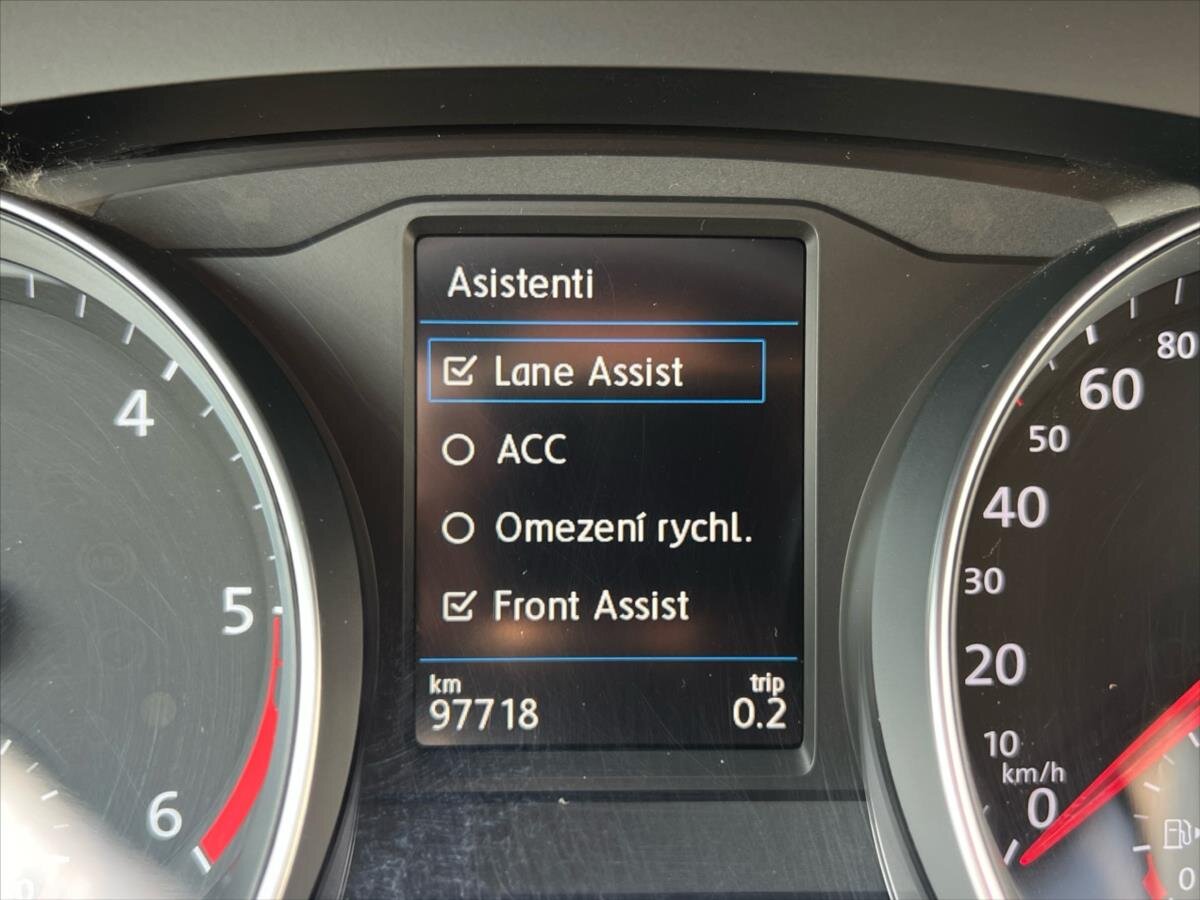 Asistenti
Lane Assist
ACC
Omezení rychl.
Front Assist
km trip
97718 0.2
4
5
6
80
60
50
40
30
20
10
km/h
0
0